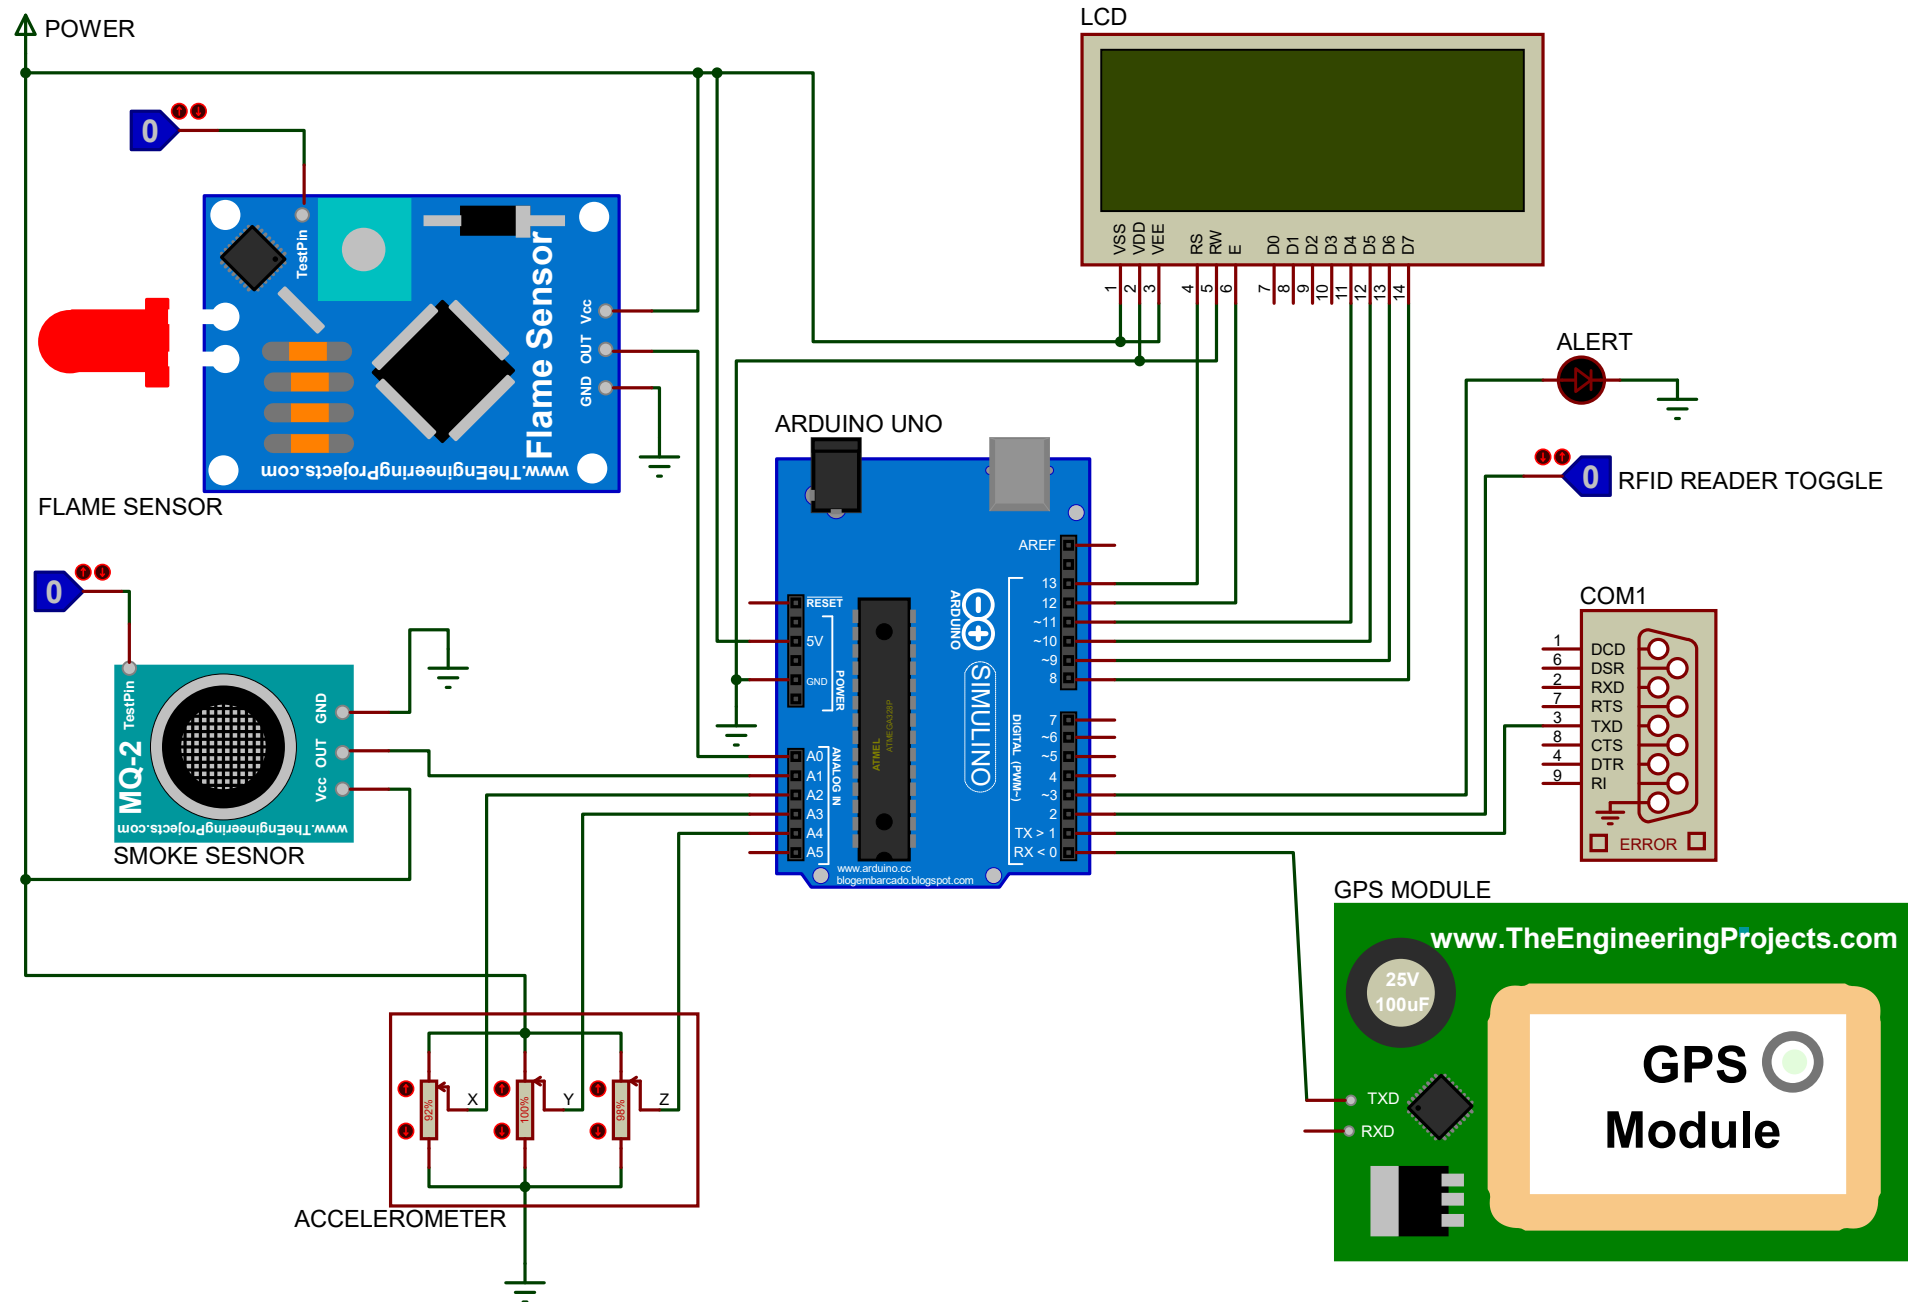 POWER
LCD
0
VSS
VDD
VEE
RS
RW
E
D0
D1
D2
D3
D4
D5
D6
D7
1
2
3
4
5
6
7
8
9
10
11
12
13
14
TestPin
Flame Sensor
Vcc
OUT
GND
www.TheEngineeringProjects.com
FLAME SENSOR
ALERT
0
RFID READER TOGGLE
ARDUINO UNO
AREF
13
12
~11
~10
~9
8
7
~6
~5
4
~3
2
TX > 1
RX < 0
RESET
5V
GND
POWER
A0
A1
A2
A3
A4
A5
ANALOG IN
ARDUINO
SIMULINO
DIGITAL (PWM~)
ATMEL
ATMEGA328P
www.arduino.cc
blogembarcado.blogspot.com
0
TestPin
MQ-2
GND
OUT
Vcc
www.TheEngineeringProjects.com
SMOKE SESNOR
COM1
1 DCD
6 DSR
2 RXD
7 RTS
3 TXD
8 CTS
4 DTR
9 RI
ERROR
GPS MODULE
www.TheEngineeringProjects.com
25V
100uF
GPS
Module
TXD
RXD
92%
X
100%
Y
98%
Z
ACCELEROMETER